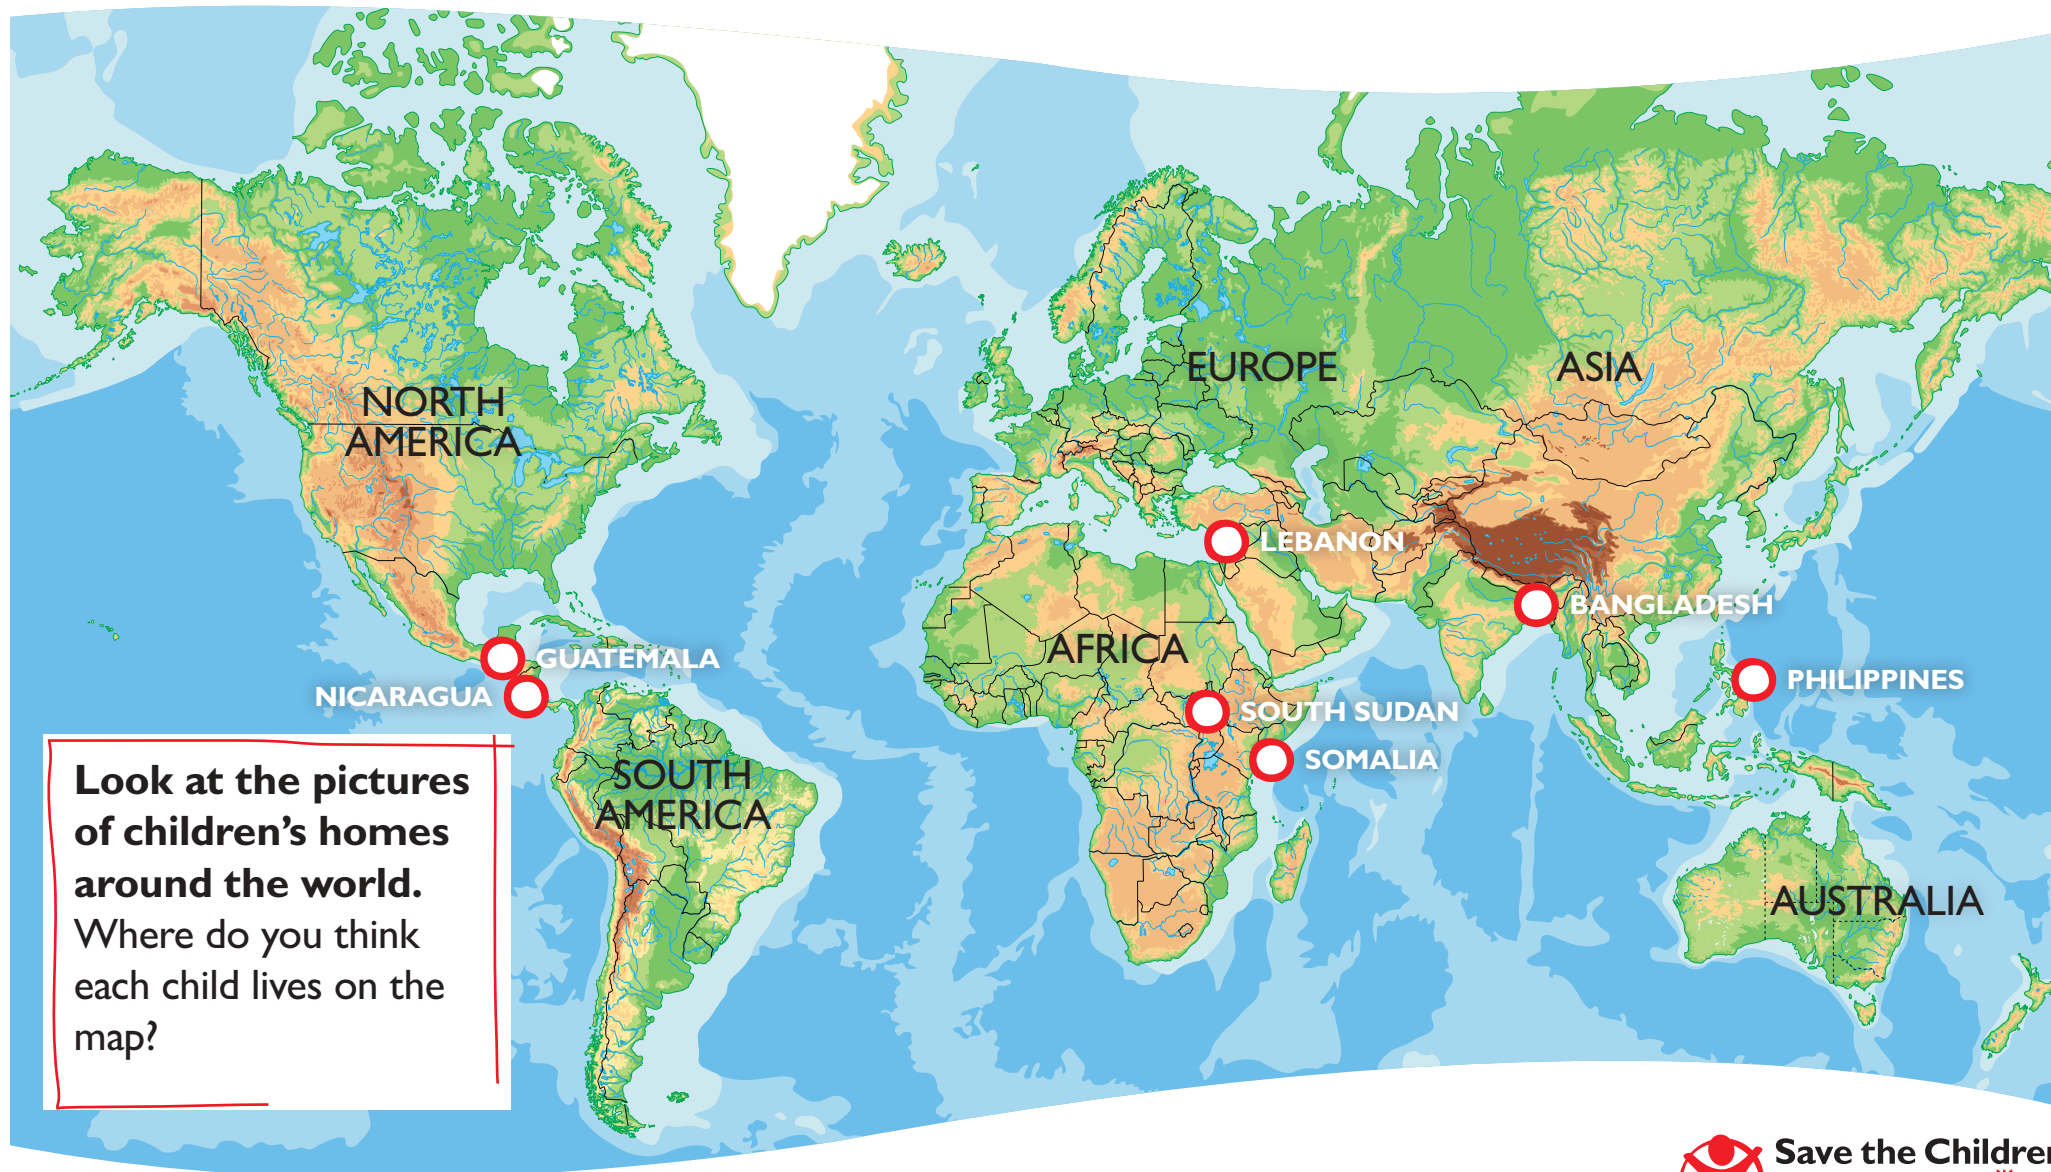 NORTH
AMERICA
EUROPE
ASIA
LEBANON
BANGLADESH
AFRICA
GUATEMALA
NICARAGUA
PHILIPPINES
SOUTH SUDAN
SOMALIA
SOUTH
AMERICA
AUSTRALIA
Look at the pictures
of children's homes
around the world.
Where do you think
each child lives on the
map?
Save the Children